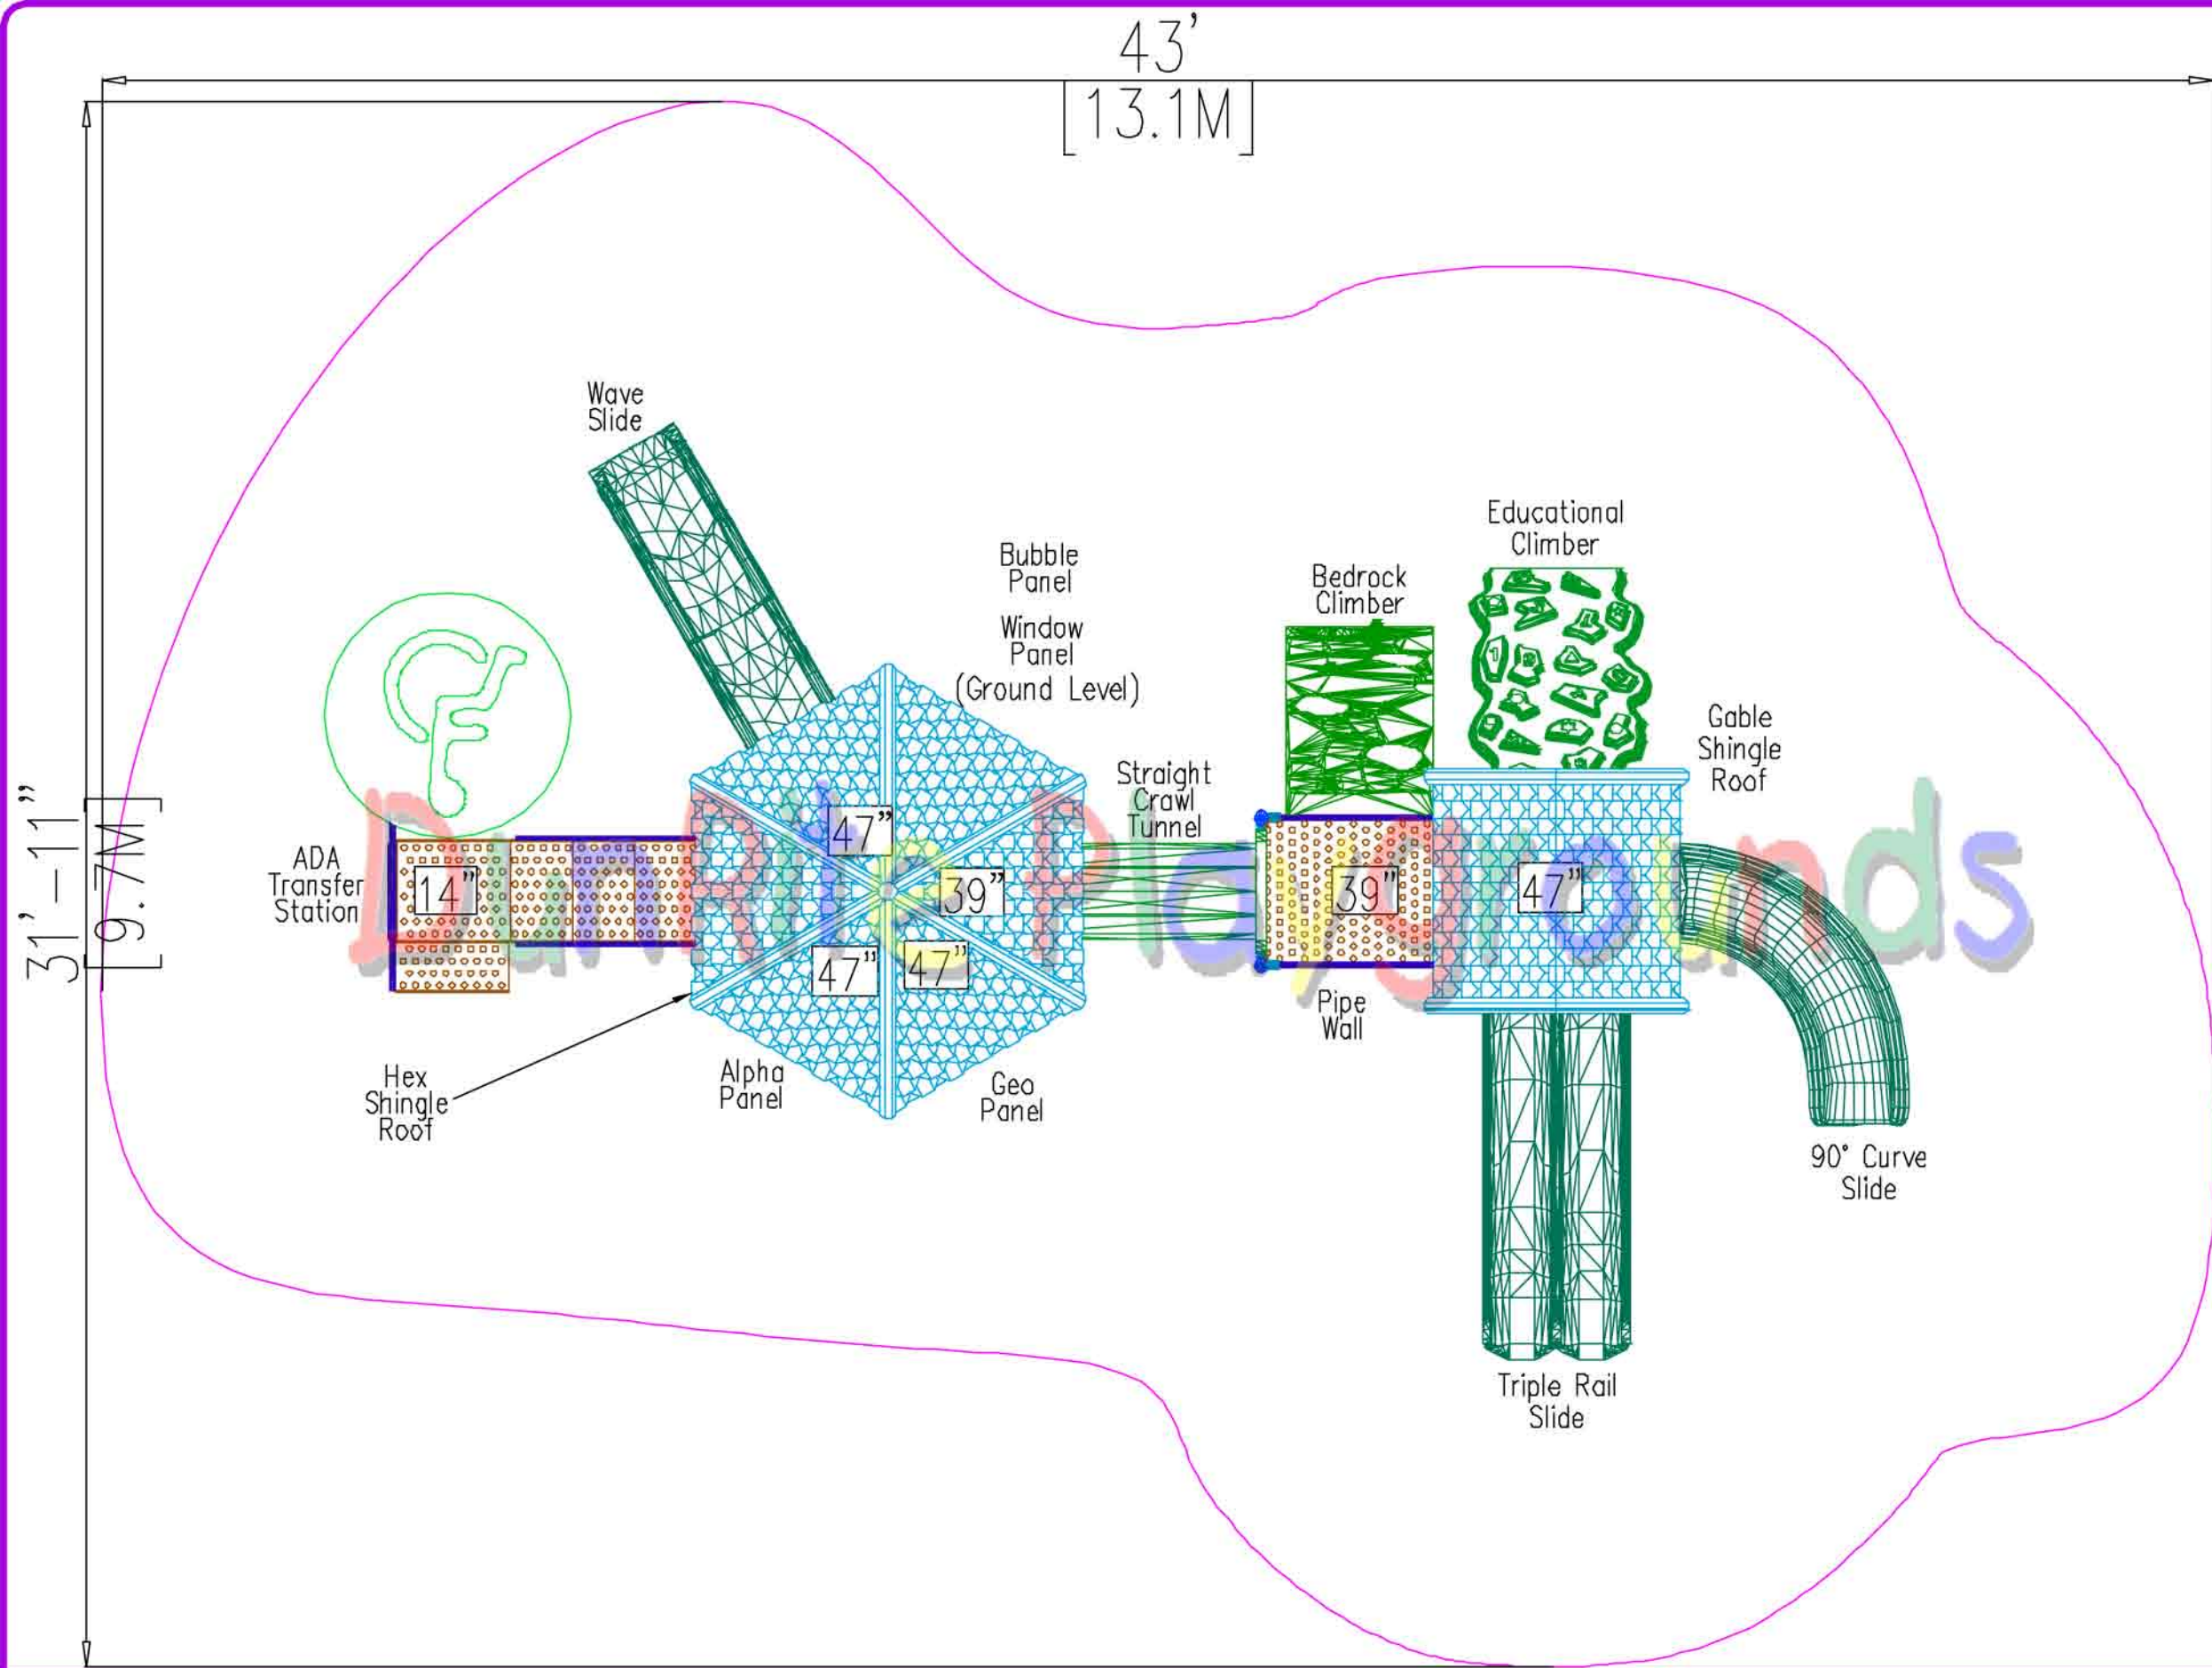 43'
[13.1M]
Wave
Slide
Educational
Climber
Bubble
Panel
Bedrock
Climber
Window
Panel
(Ground Level)
Gable
Shingle
Roof
Straight
Crawl
Tunnel
31'-11"
[9.7M]
ADA
Transfer
Station
14"
47"
39"
47"
47"
39"
47"
DunRite Playgrounds
Pipe
Wall
Hex
Shingle
Roof
Alpha
Panel
Geo
Panel
90° Curve
Slide
Triple Rail
Slide